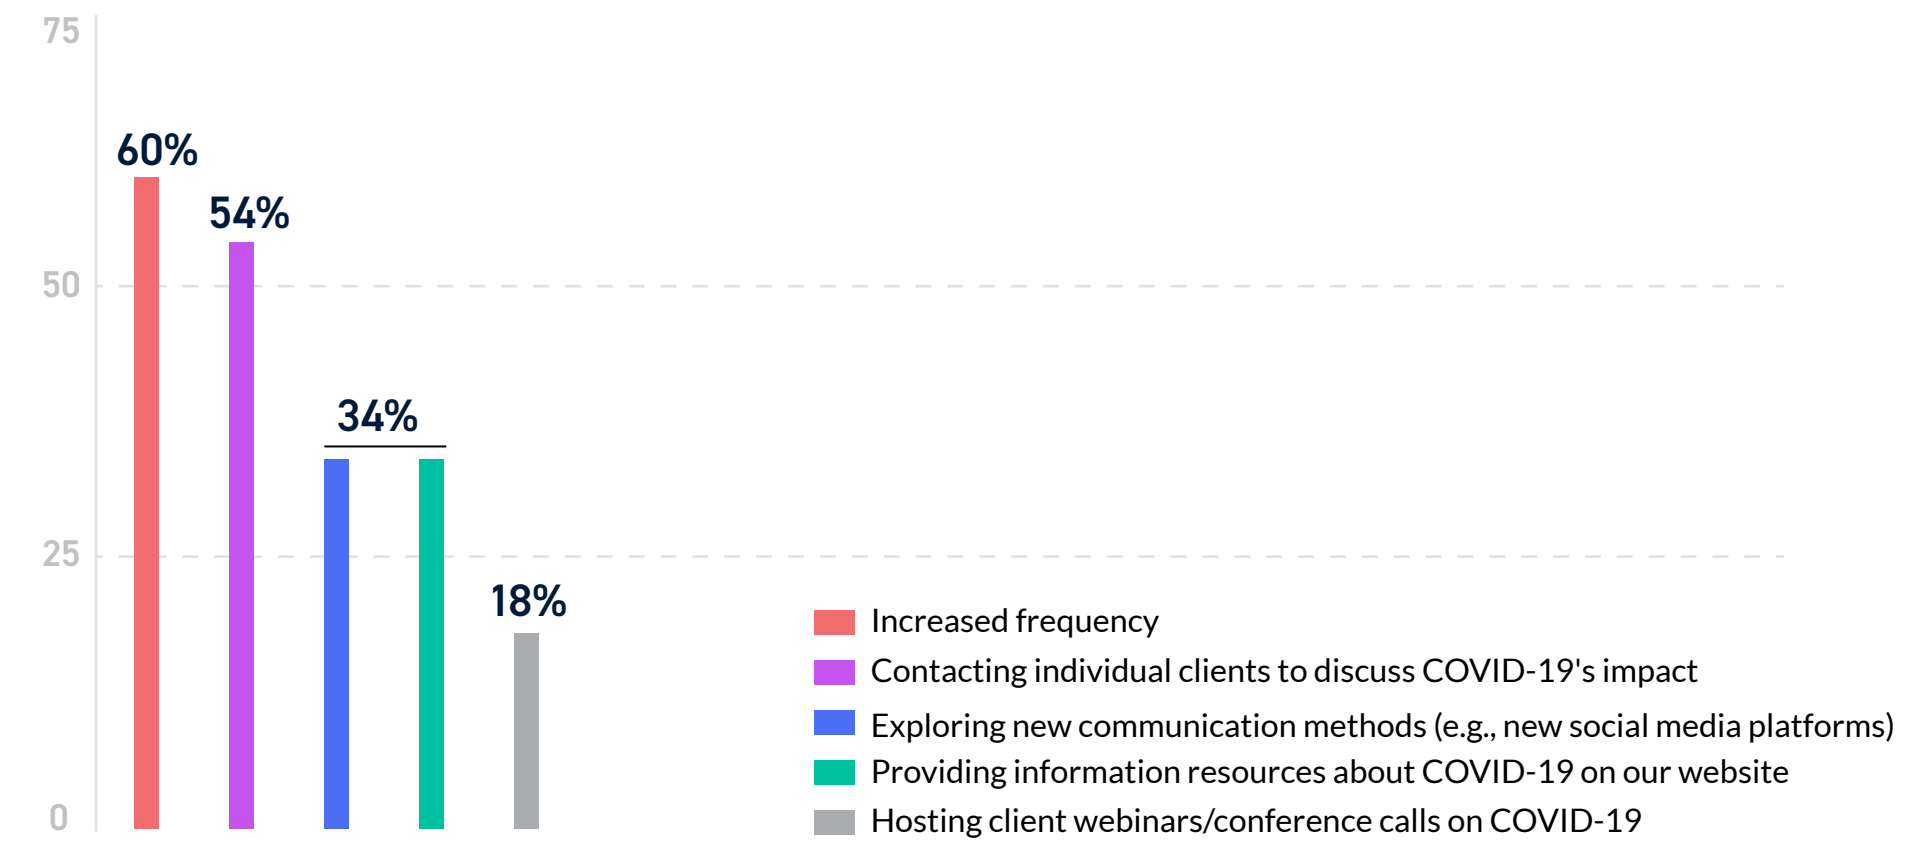 75
60%
54%
50
34%
25
18%
Increased frequency
Contacting individual clients to discuss COVID-19's impact
Exploring new communication methods (e.g., new social media platforms)
Providing information resources about COVID-19 on our website
Hosting client webinars/conference calls on COVID-19
0